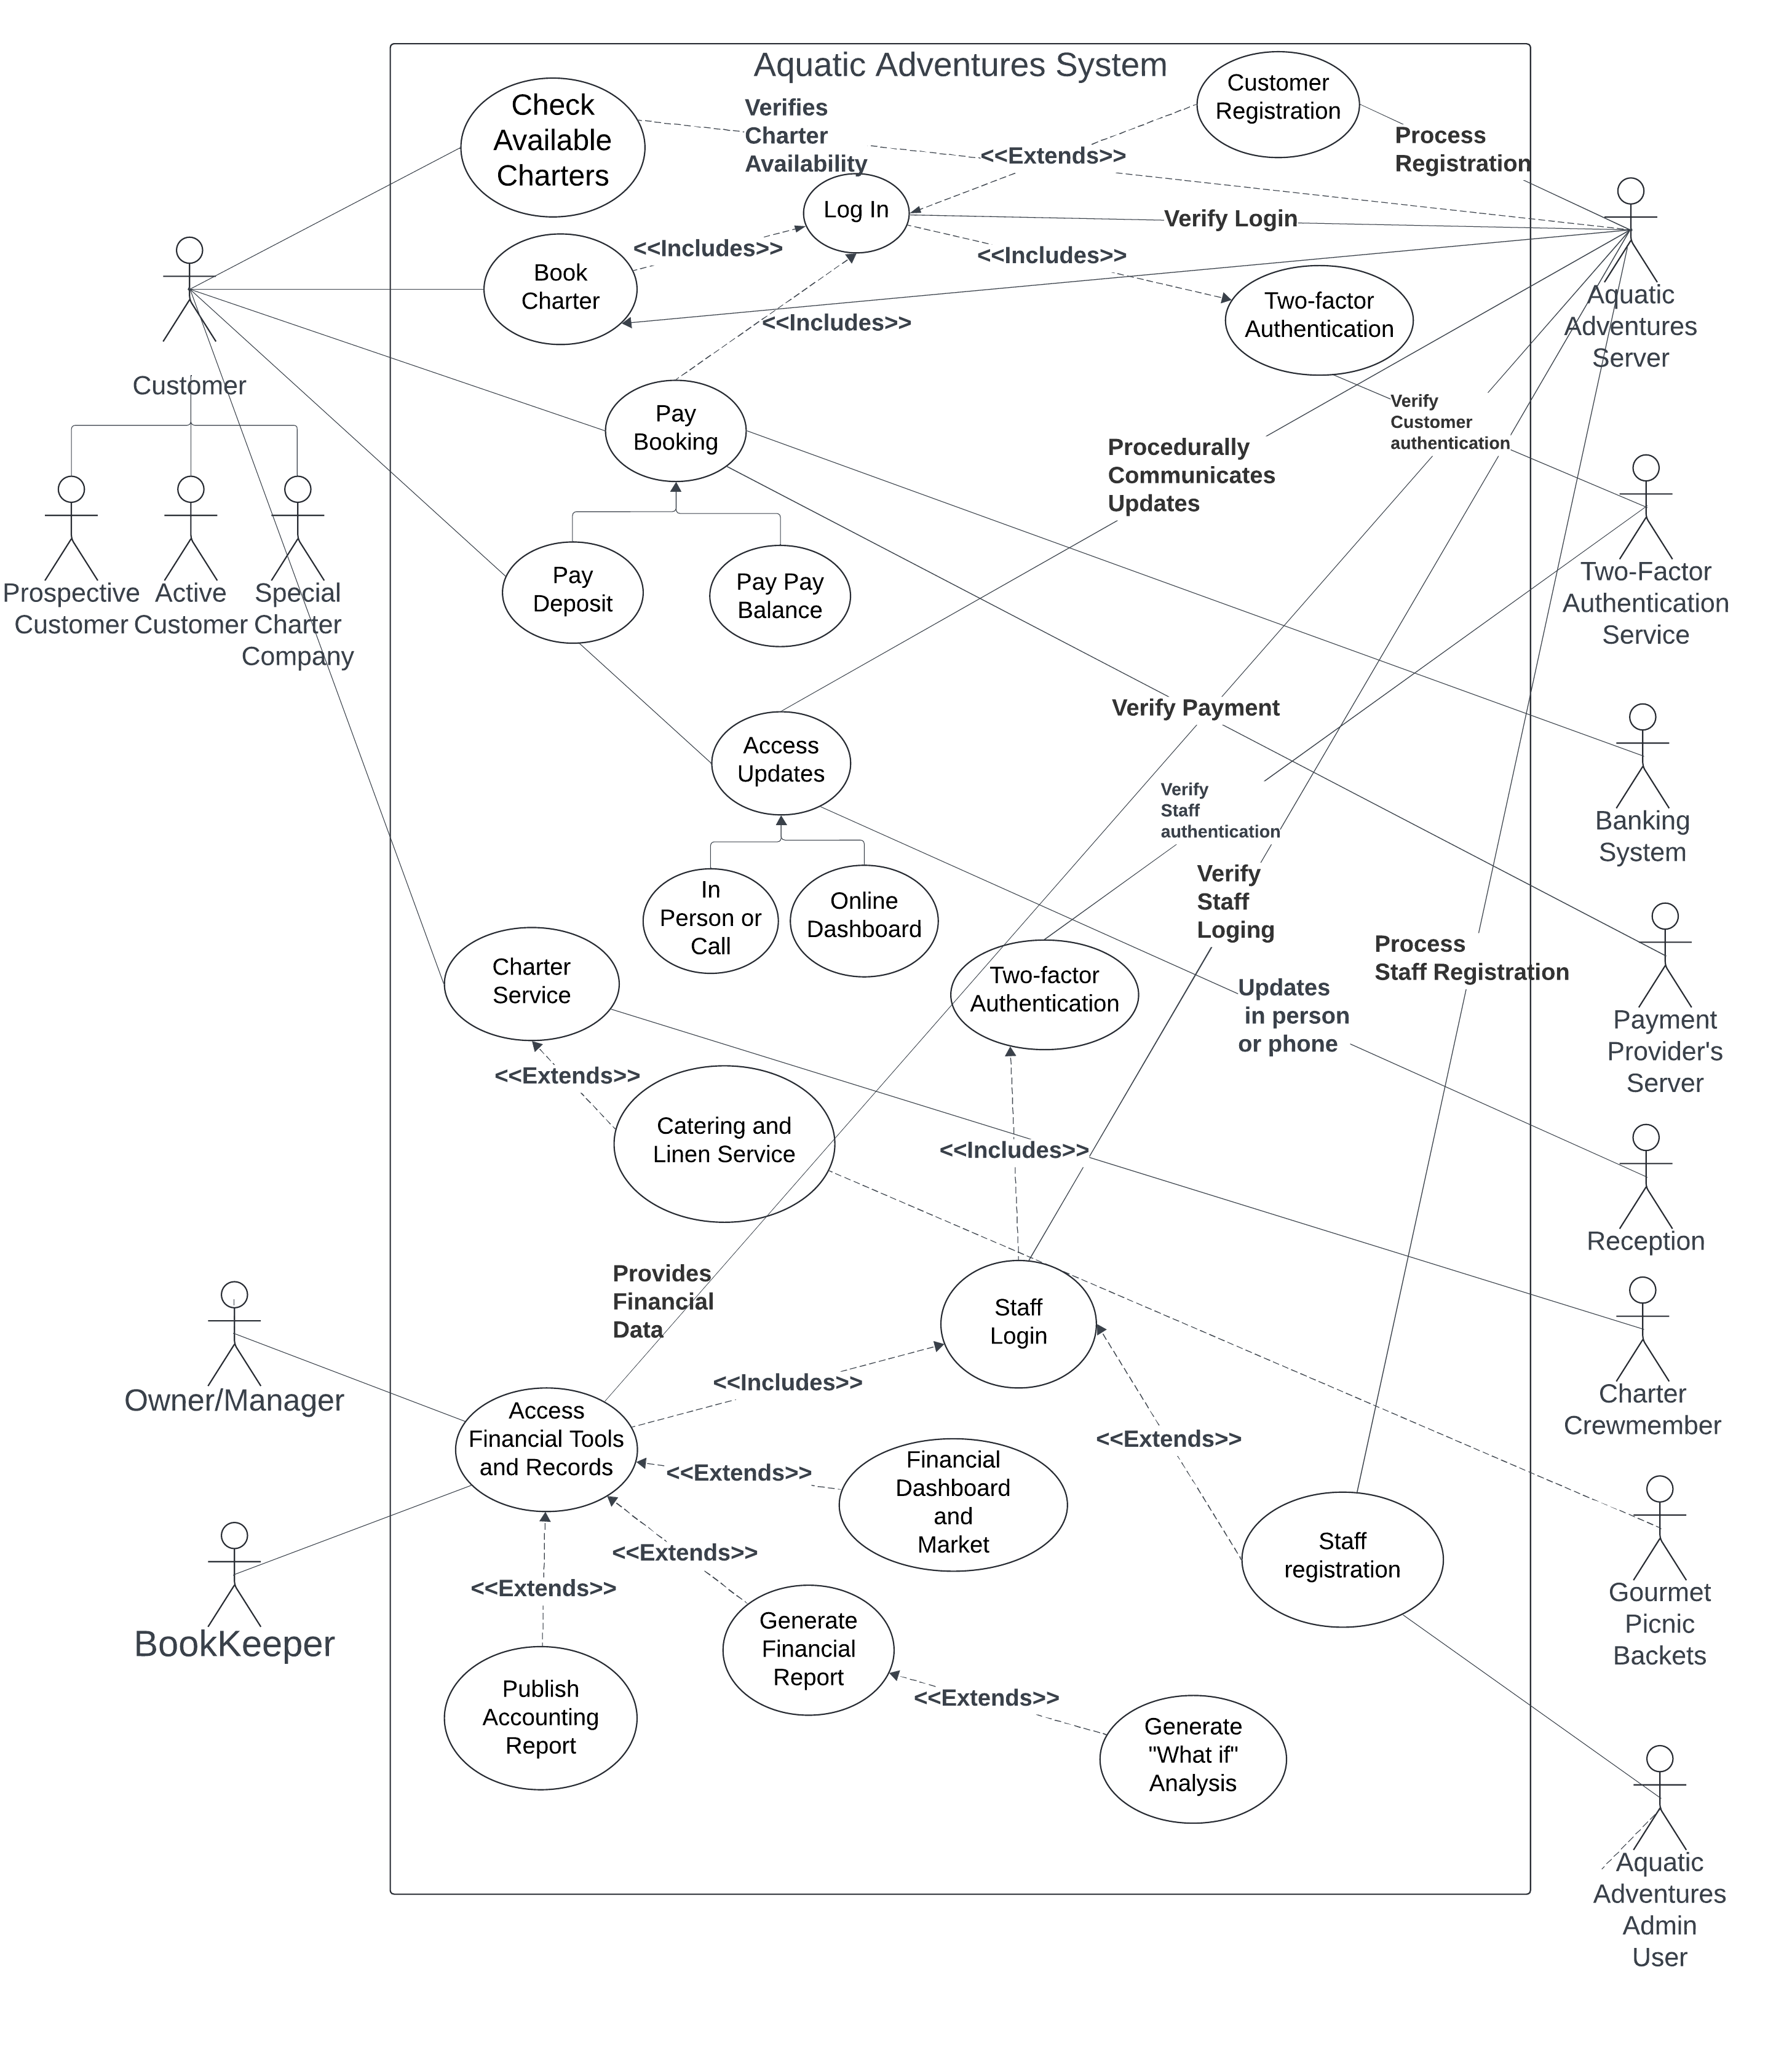 Aquatic Adventures System
Check
Available
Charters
Verifies
Charter
Availability
Customer
Registration
<<Extends>>
Process
Registration
Log In
Verify Login
<<Includes>>
<<Includes>>
Book
Charter
Two-factor
Authentication
<<Includes>>
Aquatic
Adventures
Server
Customer
Pay
Booking
Verify
Customer
authentication
Procedurally
Communicates
Updates
Prospective
Customer
Active
Customer
Special
Charter
Company
Pay
Deposit
Pay Pay
Balance
Two-Factor
Authentication
Service
Verify Payment
Access
Updates
Verify
Staff
authentication
Banking
System
In
Person or
Call
Online
Dashboard
Verify
Staff
Loging
Process
Staff Registration
Charter
Service
Two-factor
Authentication
Updates
in person
or phone
Payment
Provider's
Server
<<Extends>>
Catering and
Linen Service
<<Includes>>
Reception
Provides
Financial
Data
Staff
Login
Owner/Manager
<<Includes>>
Charter
Crewmember
Access
Financial Tools
and Records
<<Extends>>
<<Extends>>
Financial
Dashboard
and
Market
<<Extends>>
<<Extends>>
Staff
registration
BookKeeper
Gourmet
Picnic
Backets
Generate
Financial
Report
Publish
Accounting
Report
<<Extends>>
Generate
"What if"
Analysis
Aquatic
Adventures
Admin
User